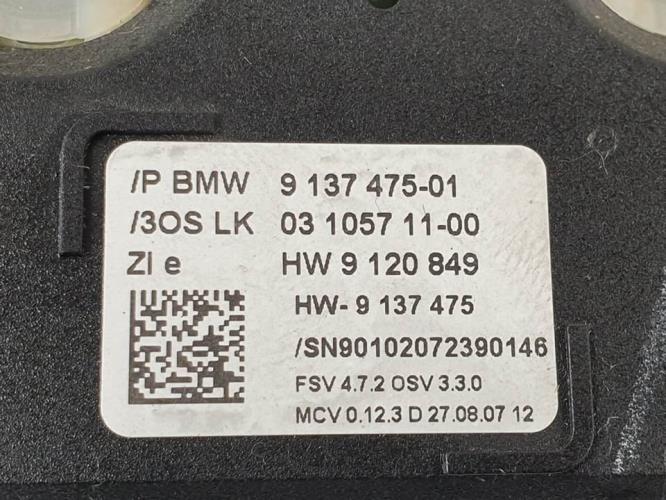 /P BMW 9 137 475-01
/3OS LK 03 1057 11-00
ZI e HW 9 120 849
HW- 9 137 475
/SN90102072390146
FSV 4.7.2 OSV 3.3.0
MCV 0.12.3 D 27.08.07 12